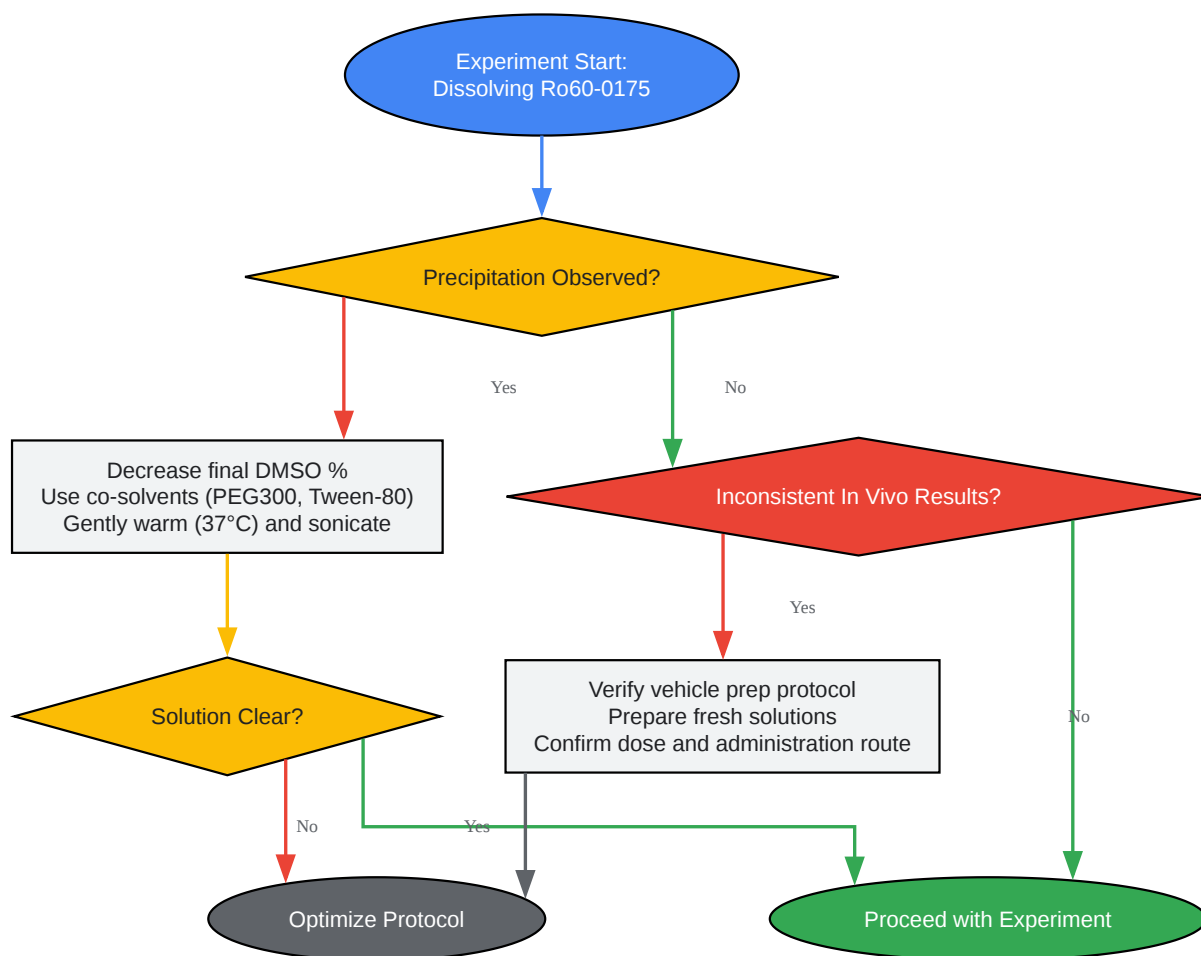 Experiment Start:
Dissolving Ro60-0175
Precipitation Observed?
Yes
No
Decrease final DMSO %
Use co-solvents (PEG300, Tween-80)
Gently warm (37°C) and sonicate
Inconsistent In Vivo Results?
Yes
No
Solution Clear?
Verify vehicle prep protocol
Prepare fresh solutions
Confirm dose and administration route
No
Yes
Optimize Protocol
Proceed with Experiment